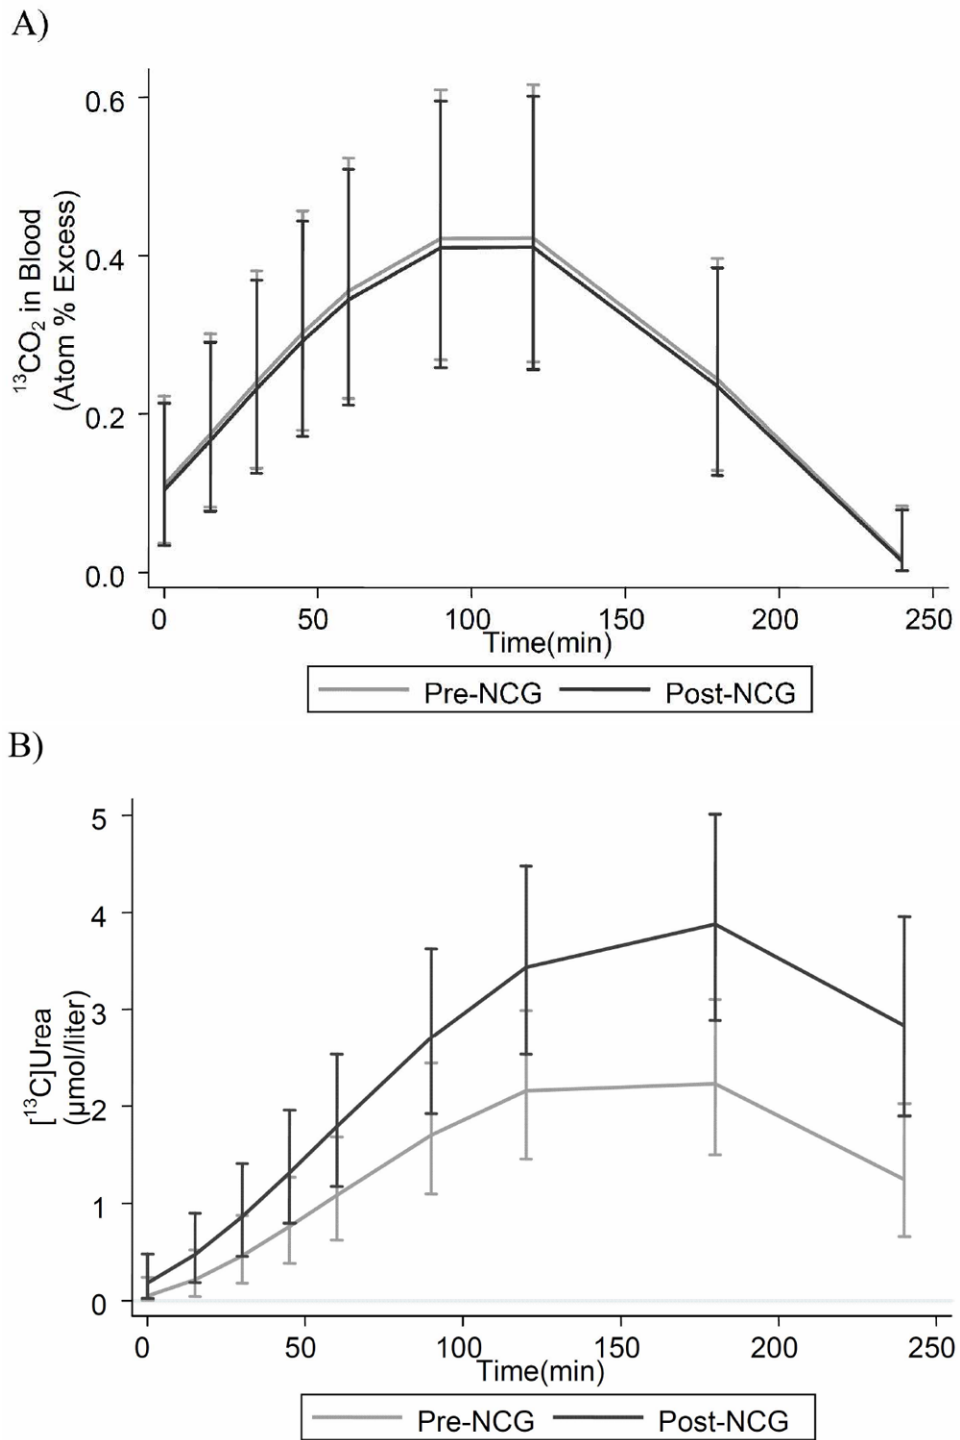 A)
0.6
0.4
0.2
0.0
¹³CO₂ in Blood
(Atom % Excess)
0 50 100 150 200 250
Time(min)
Pre-NCG Post-NCG
B)
5
4
3
2
1
0
[¹³C]Urea
(µmol/liter)
0 50 100 150 200 250
Time(min)
Pre-NCG Post-NCG